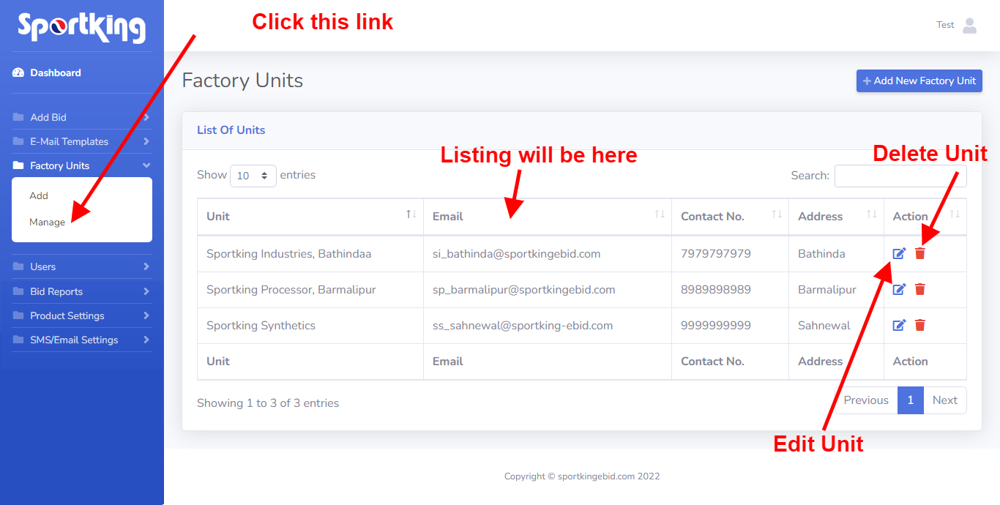 Sportking
Click this link
Test
Dashboard
Factory Units
+ Add New Factory Unit
Add Bid
E-Mail Templates
Factory Units
Add
Manage
Users
Bid Reports
Product Settings
SMS/Email Settings
List Of Units
Listing will be here
Delete Unit
Show 10 entries
Search:
Unit Email Contact No. Address Action
Sportking Industries, Bathindaa si_bathinda@sportkingebid.com 7979797979 Bathinda
Sportking Processor, Barmalipur sp_barmalipur@sportkingebid.com 8989898989 Barmalipur
Sportking Synthetics ss_sahnewal@sportking-ebid.com 9999999999 Sahnewal
Unit Email Contact No. Address Action
Showing 1 to 3 of 3 entries
Previous 1 Next
Edit Unit
Copyright © sportkingebid.com 2022